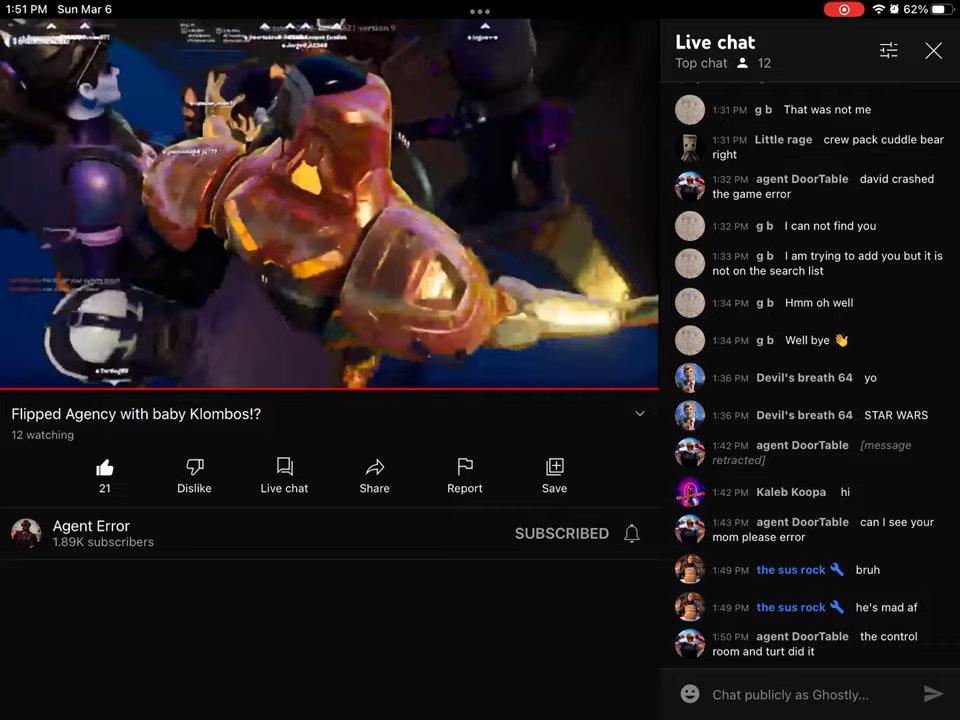 1:51 PM Sun Mar 6
62%
version 9
Flipped Agency with baby Klombos!?
12 watching
21
Dislike
Live chat
Share
Report
Save
Agent Error
1.89K subscribers
SUBSCRIBED
Live chat
Top chat 12
1:31 PM g b That was not me
1:31 PM Little rage crew pack cuddle bear
right
1:32 PM agent DoorTable david crashed
the game error
1:32 PM g b I can not find you
1:33 PM g b I am trying to add you but it is
not on the search list
1:34 PM g b Hmm oh well
1:34 PM g b Well bye 👋
1:36 PM Devil's breath 64 yo
1:36 PM Devil's breath 64 STAR WARS
1:42 PM agent DoorTable [message
retracted]
1:42 PM Kaleb Koopa hi
1:43 PM agent DoorTable can I see your
mom please error
1:49 PM the sus rock bruh
1:49 PM the sus rock he's mad af
1:50 PM agent DoorTable the control
room and turt did it
Chat publicly as Ghostly...